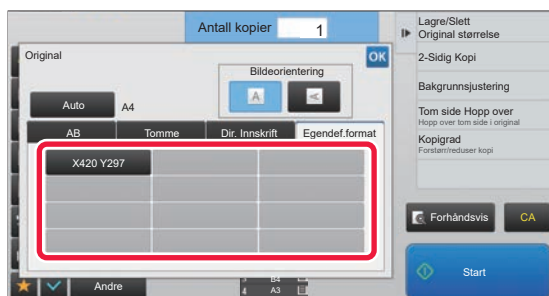 Antall kopier 1
Original
OK
Bildeorientering
A A
Auto A4
AB Tomme Dir. Innskrift Egendef.format
X420 Y297
Andre
3 B4
4 A3
Lagre/Slett
Original størrelse
2-Sidig Kopi
Bakgrunnsjustering
Tom side Hopp over
Hopp over tom side i original
Kopigrad
Forstørr/reduser kopi
Forhåndsvis CA
Start